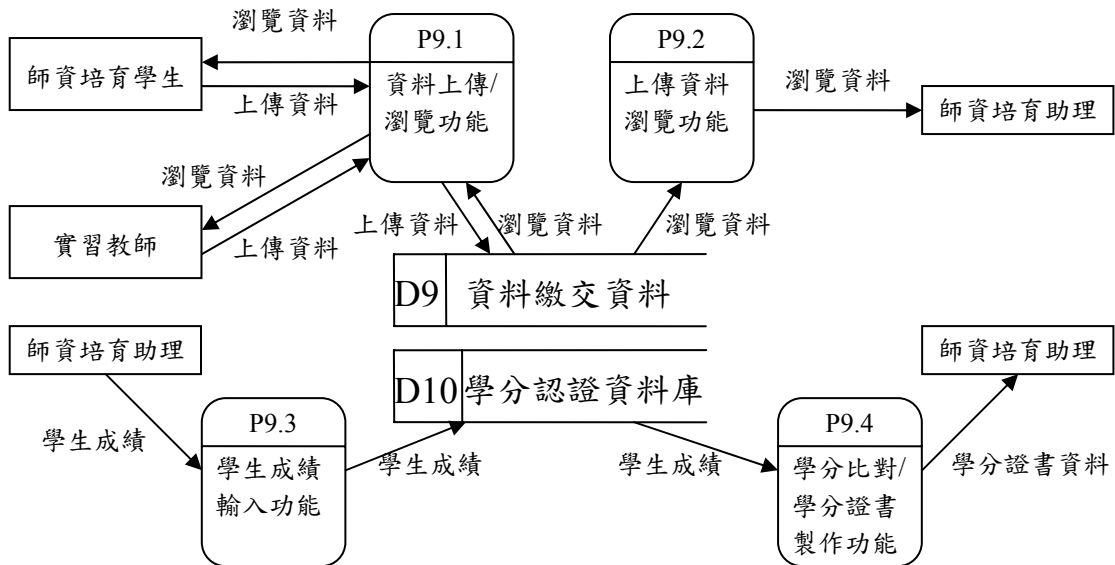 瀏覽資料
師資培育學生
上傳資料
P9.1
資料上傳/
瀏覽功能
P9.2
上傳資料
瀏覽功能
瀏覽資料
師資培育助理
瀏覽資料
實習教師
上傳資料
上傳資料
瀏覽資料
瀏覽資料
D9 資料繳交資料
師資培育助理
D10 學分認證資料庫
師資培育助理
學生成績
P9.3
學生成績
輸入功能
學生成績
學生成績
P9.4
學分比對/
學分證書
製作功能
學分證書資料